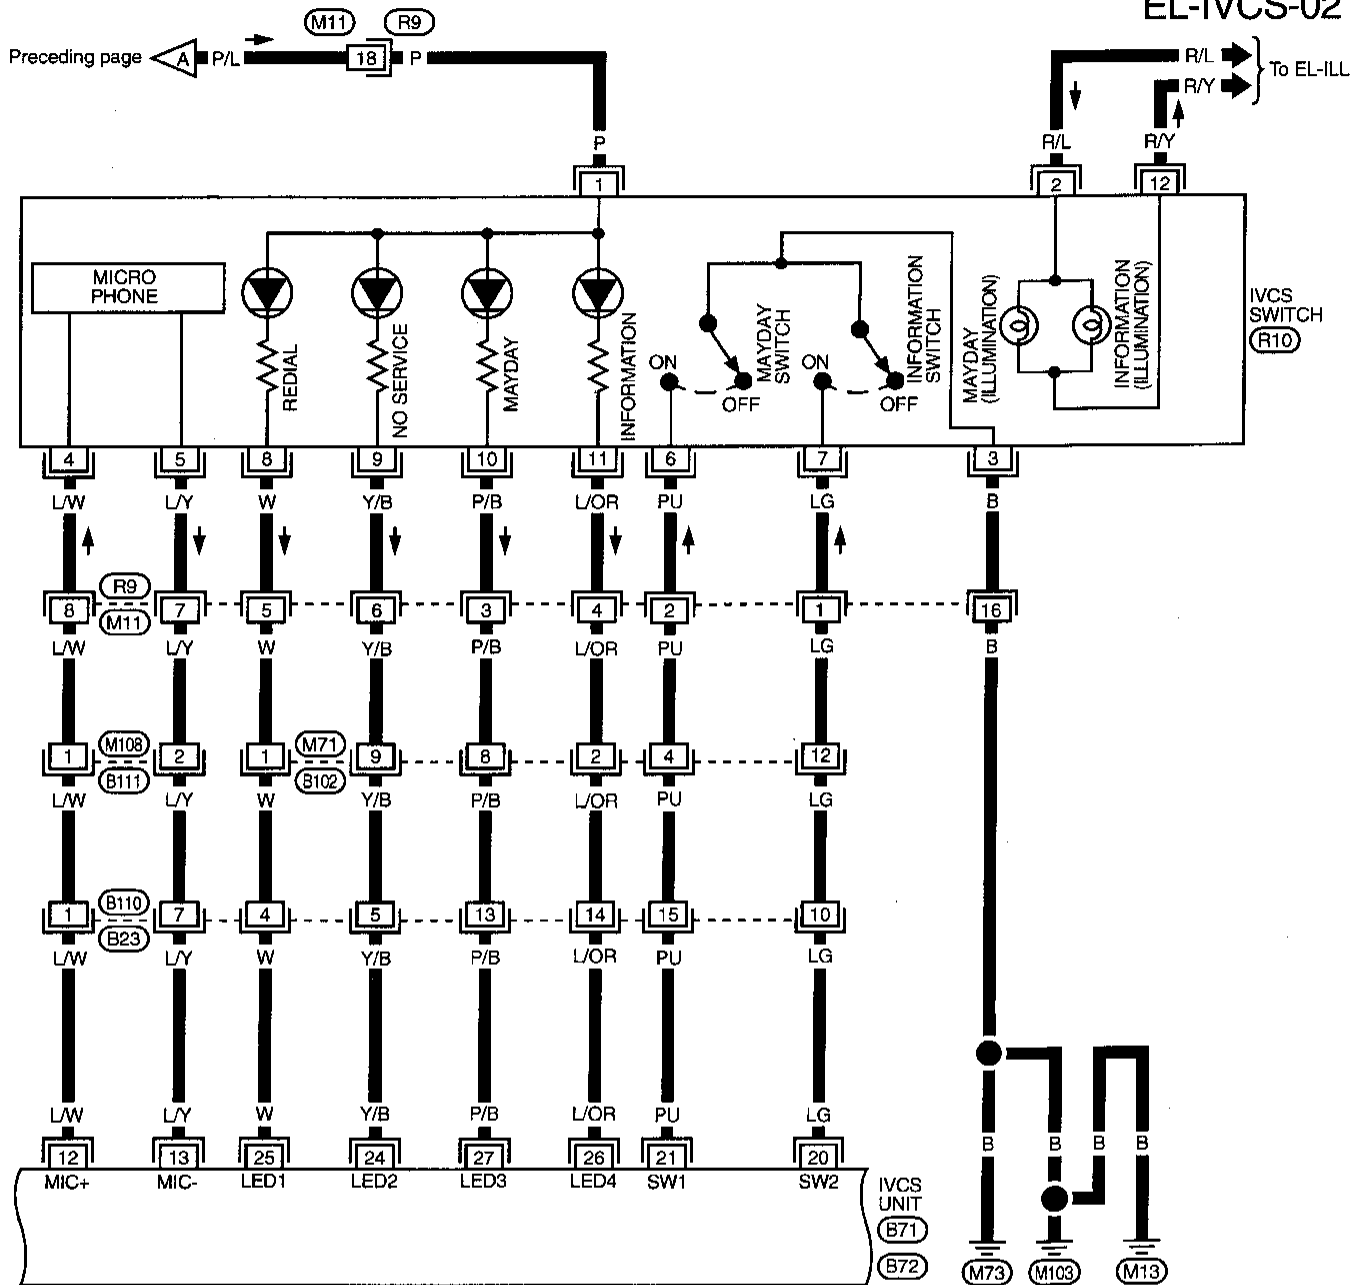 EL-IVCS-02
M11 R9
Preceding page A P/L 18 P
R/L To EL-ILL
R/Y
P R/L R/Y
1 2 12
MICRO
PHONE
REDIAL
NO SERVICE
MAYDAY
INFORMATION
ON
OFF
MAYDAY
SWITCH
ON
OFF
INFORMATION
SWITCH
MAYDAY
(ILLUMINATION)
INFORMATION
(ILLUMINATION)
IVCS
SWITCH
R10
4 5 8 9 10 11 6 7 3
L/W L/Y W Y/B P/B L/OR PU LG B
R9
8 7 5 6 3 4 2 1 16
M11
L/W L/Y W Y/B P/B L/OR PU LG B
M108 M71
1 2 1 9 8 2 4 12
B111 B102
L/W L/Y W Y/B P/B L/OR PU LG
B110
1 7 4 5 13 14 15 10
B23
L/W L/Y W Y/B P/B L/OR PU LG
L/W L/Y W Y/B P/B L/OR PU LG
B B B B
12 13 25 24 27 26 21 20
MIC+ MIC- LED1 LED2 LED3 LED4 SW1 SW2
IVCS
UNIT
B71
B72
M73 M103 M13